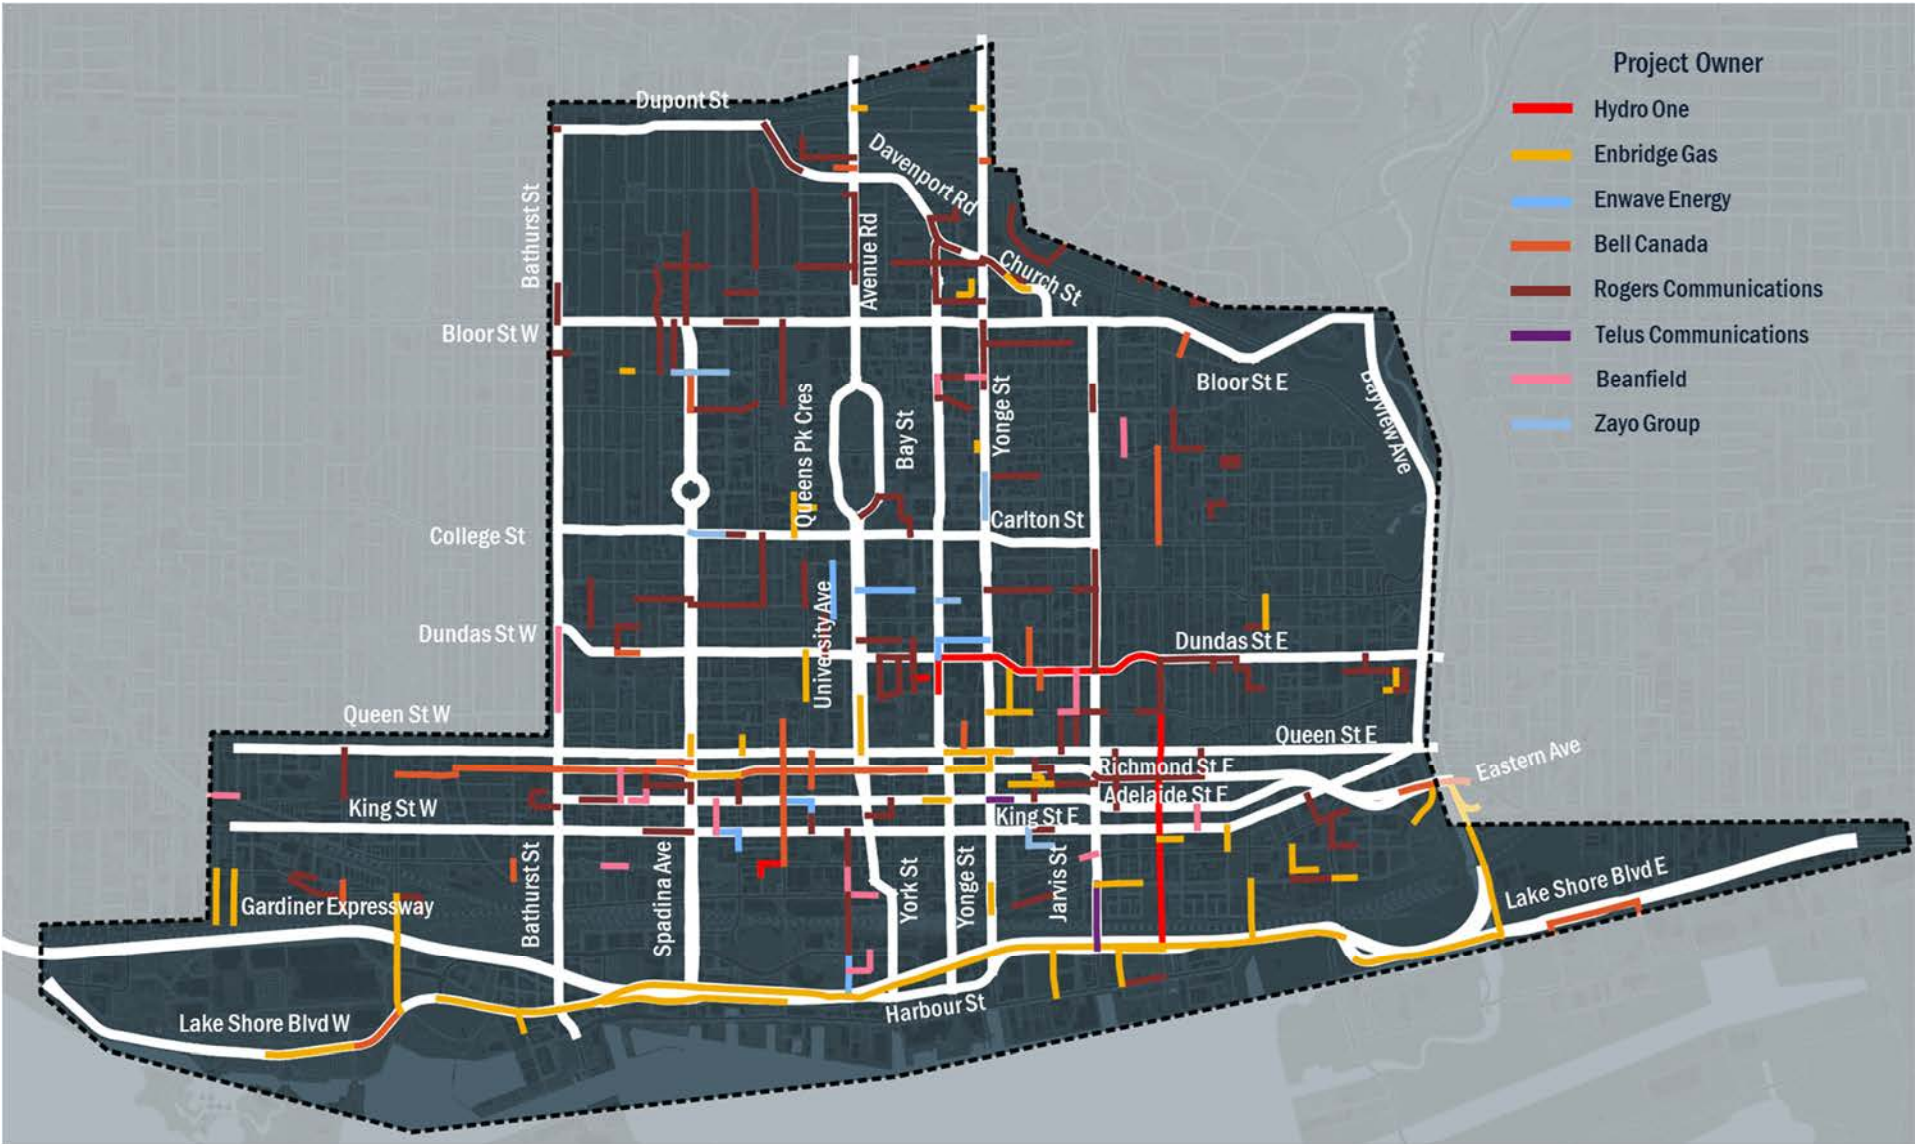 Project Owner
Hydro One
Enbridge Gas
Enwave Energy
Bell Canada
Rogers Communications
Telus Communications
Beanfield
Zayo Group
Dupont St
Davenport Rd
Bathurst St
Avenue Rd
Church St
Bloor St W
Bloor St E
Bayview Ave
Queens Pk Cres
Bay St
Yonge St
College St
Carlton St
Dundas St W
University Ave
Dundas St E
Queen St W
Queen St E
Eastern Ave
Richmond St E
Adelaide St E
King St W
King St E
Bathurst St
Spadina Ave
York St
Yonge St
Jarvis St
Gardiner Expressway
Lake Shore Blvd E
Lake Shore Blvd W
Harbour St